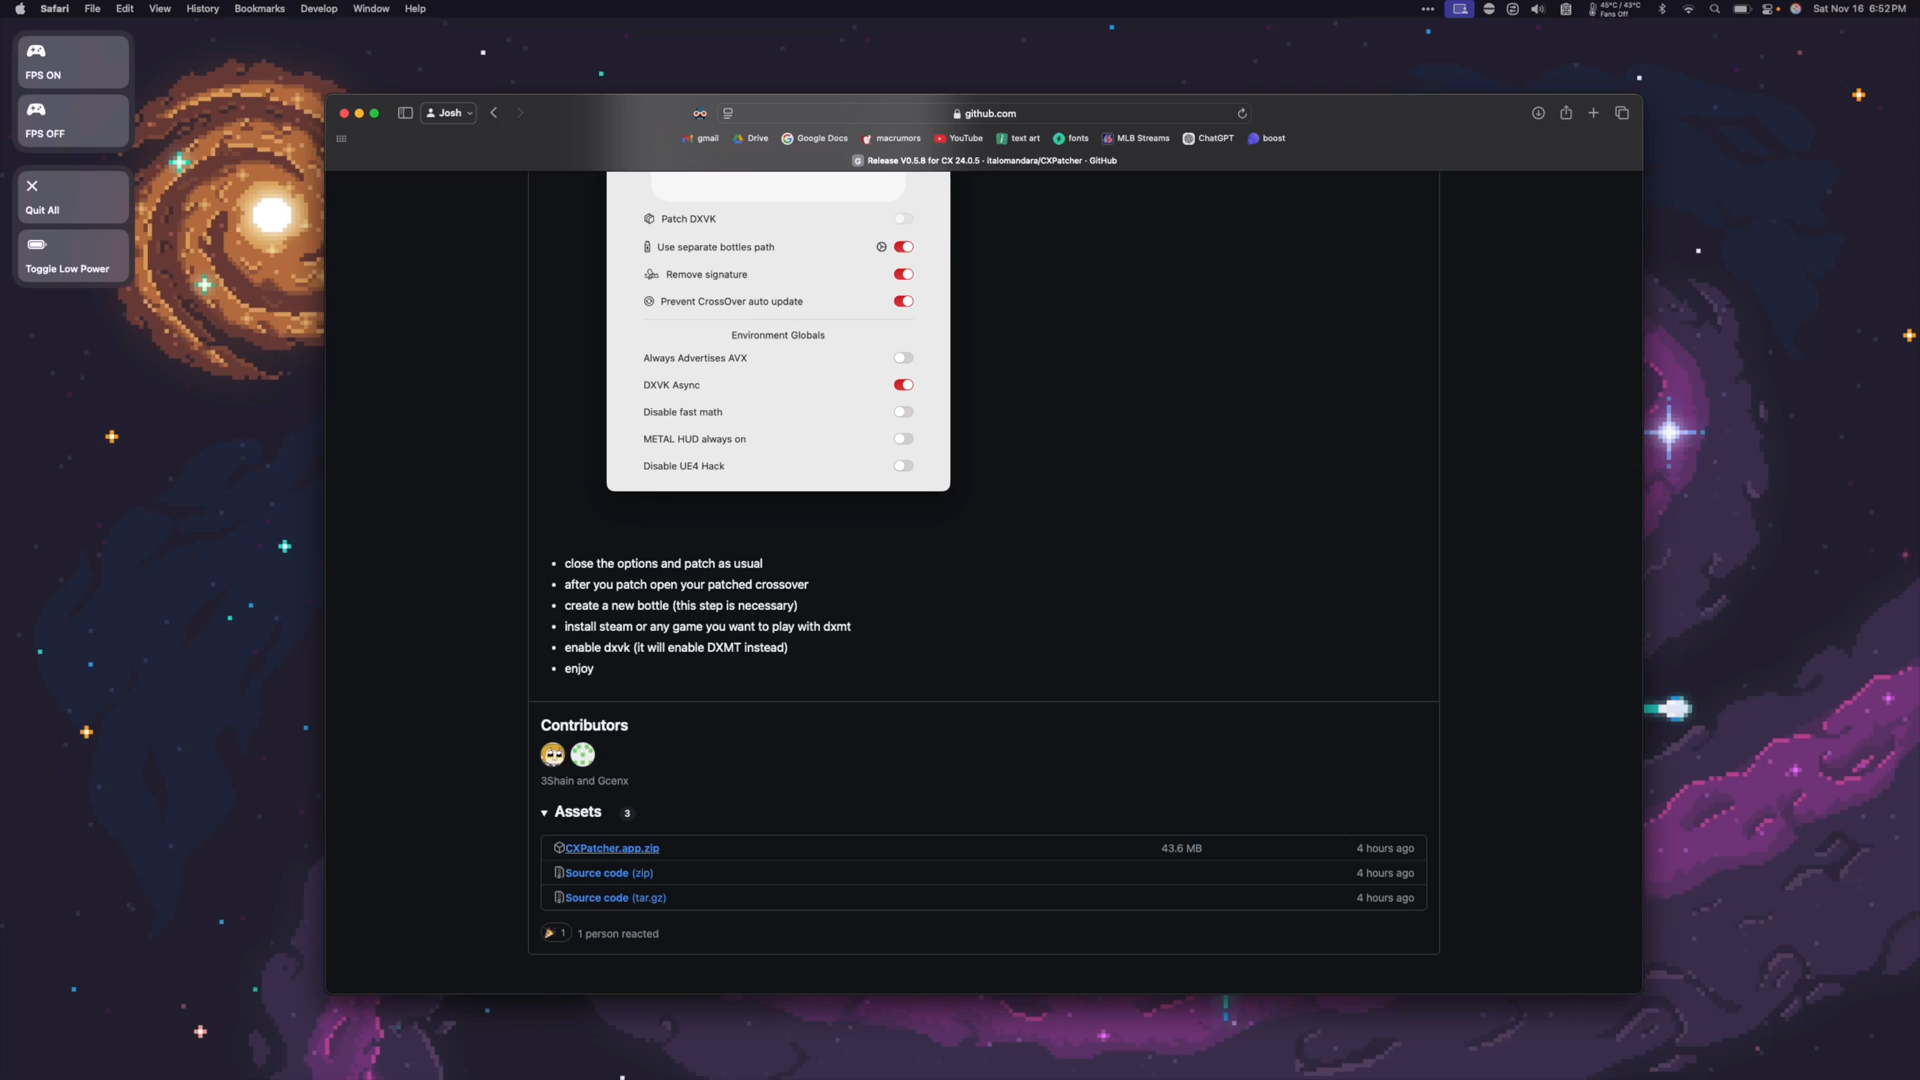 Safari File Edit View History Bookmarks Develop Window Help
45°C / 43°C
Fans Off
Sat Nov 16 6:52 PM
FPS ON
FPS OFF
Quit All
Toggle Low Power
Josh
github.com
gmail Drive Google Docs macrumors YouTube text art fonts MLB Streams ChatGPT boost
G Release V0.5.8 for CX 24.0.5 · italomandara/CXPatcher · GitHub
Patch DXVK
Use separate bottles path
Remove signature
Prevent CrossOver auto update
Environment Globals
Always Advertises AVX
DXVK Async
Disable fast math
METAL HUD always on
Disable UE4 Hack
• close the options and patch as usual
• after you patch open your patched crossover
• create a new bottle (this step is necessary)
• install steam or any game you want to play with dxmt
• enable dxvk (it will enable DXMT instead)
• enjoy
Contributors
3Shain and Gcenx
Assets 3
CXPatcher.app.zip 43.6 MB 4 hours ago
Source code (zip) 4 hours ago
Source code (tar.gz) 4 hours ago
1 1 person reacted